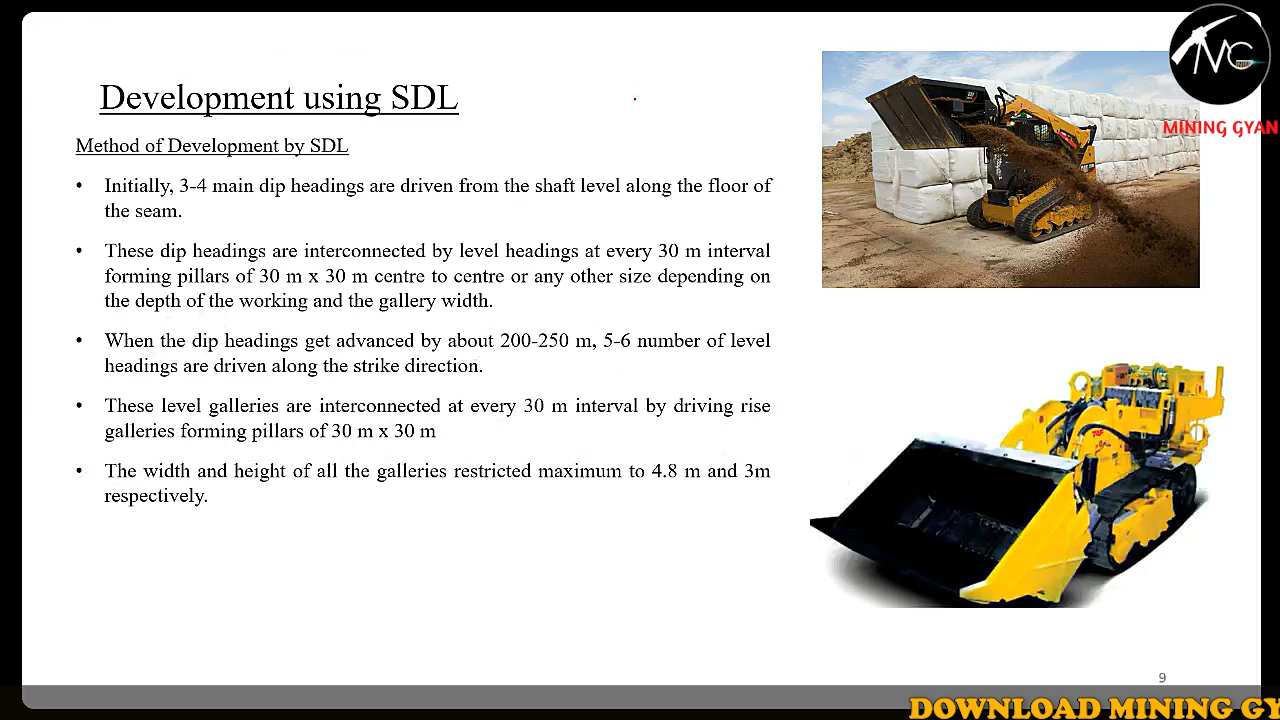 Development using SDL
Method of Development by SDL
• Initially, 3-4 main dip headings are driven from the shaft level along the floor of
the seam.
• These dip headings are interconnected by level headings at every 30 m interval
forming pillars of 30 m x 30 m centre to centre or any other size depending on
the depth of the working and the gallery width.
• When the dip headings get advanced by about 200-250 m, 5-6 number of level
headings are driven along the strike direction.
• These level galleries are interconnected at every 30 m interval by driving rise
galleries forming pillars of 30 m x 30 m
• The width and height of all the galleries restricted maximum to 4.8 m and 3m
respectively.
MG
MINING GYAN
9
DOWNLOAD MINING GY